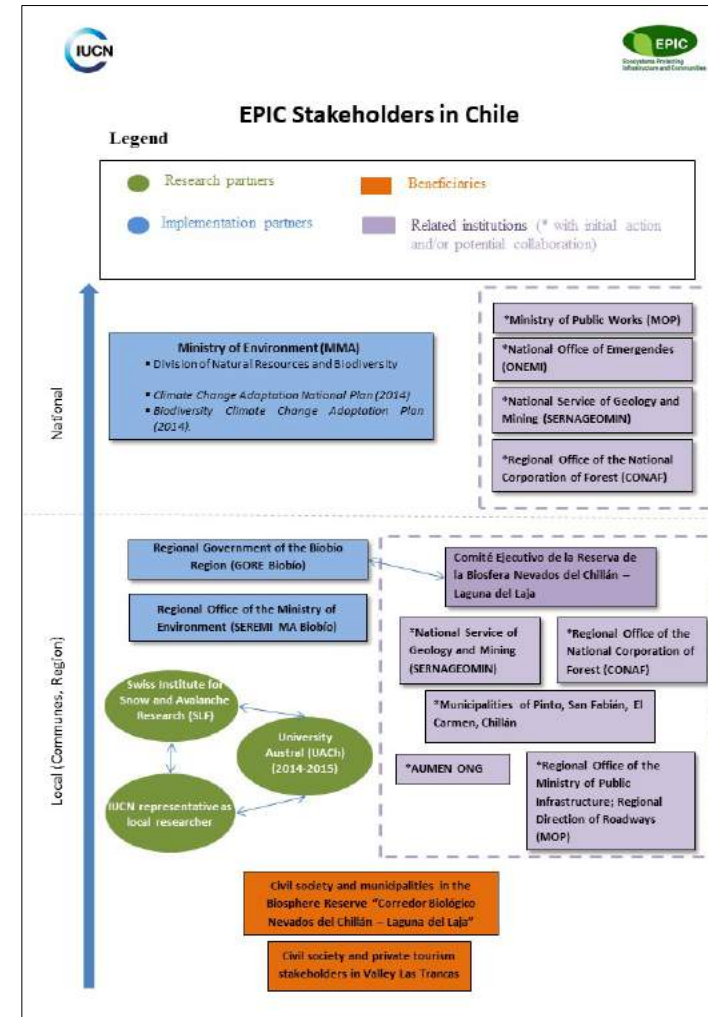 IUCN
EPIC
Ecosystems Protecting
Infrastructure and Communities
EPIC Stakeholders in Chile
Legend
Research partners
Beneficiaries
Implementation partners
Related institutions (* with initial action
and/or potential collaboration)
National
Ministry of Environment (MMA)
▪ Division of Natural Resources and Biodiversity
▪ Climate Change Adaptation National Plan (2014)
▪ Biodiversity Climate Change Adaptation Plan
(2014).
*Ministry of Public Works (MOP)
*National Office of Emergencies
(ONEMI)
*National Service of Geology and
Mining (SERNAGEOMIN)
*Regional Office of the National
Corporation of Forest (CONAF)
Local (Communes, Región)
Regional Government of the Biobio
Region (GORE Biobío)
Comité Ejecutivo de la Reserva de
la Biosfera Nevados del Chillán –
Laguna del Laja
Regional Office of the Ministry of
Environment (SEREMI MA Biobío)
*National Service of
Geology and Mining
(SERNAGEOMIN)
*Regional Office of the
National Corporation of
Forest (CONAF)
Swiss Institute for
Snow and Avalanche
Research (SLF)
University
Austral (UACh)
(2014-2015)
IUCN representative as
local researcher
*Municipalities of Pinto, San Fabián, El
Carmen, Chillán
*AUMEN ONG
*Regional Office of the
Ministry of Public
Infrastructure; Regional
Direction of Roadways
(MOP)
Civil society and municipalities in the
Biosphere Reserve "Corredor Biológico
Nevados del Chillán – Laguna del Laja"
Civil society and private tourism
stakeholders in Valley Las Trancas